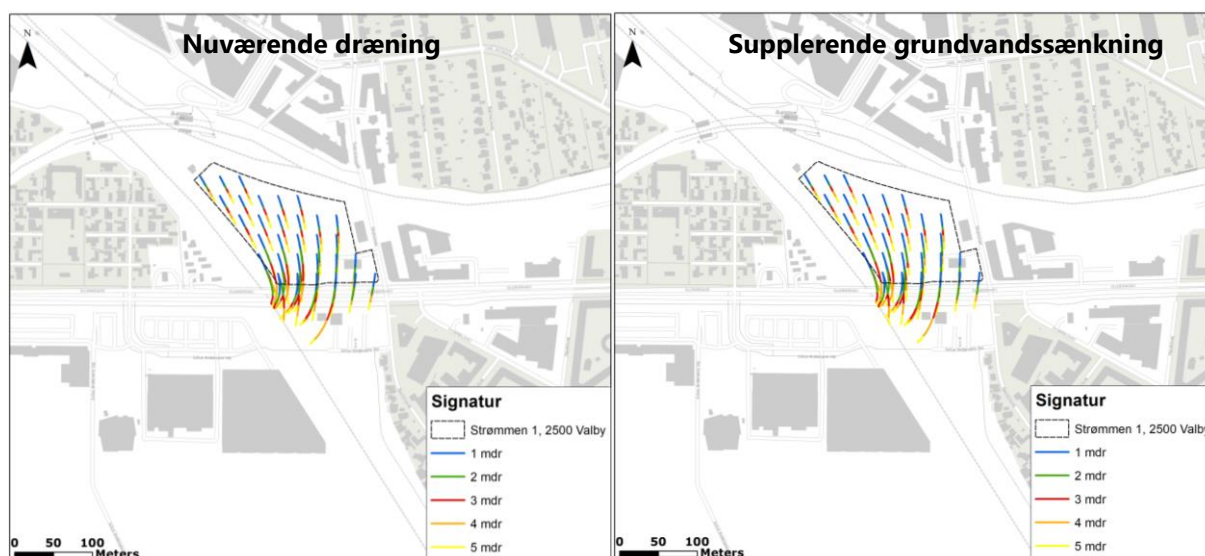 Nuværende dræning
N
Signatur
Strømmen 1, 2500 Valby
1 mdr
2 mdr
3 mdr
4 mdr
5 mdr
0 50 100
Meters
Supplerende grundvandssænkning
N
Signatur
Strømmen 1, 2500 Valby
1 mdr
2 mdr
3 mdr
4 mdr
5 mdr
0 50 100
Meters